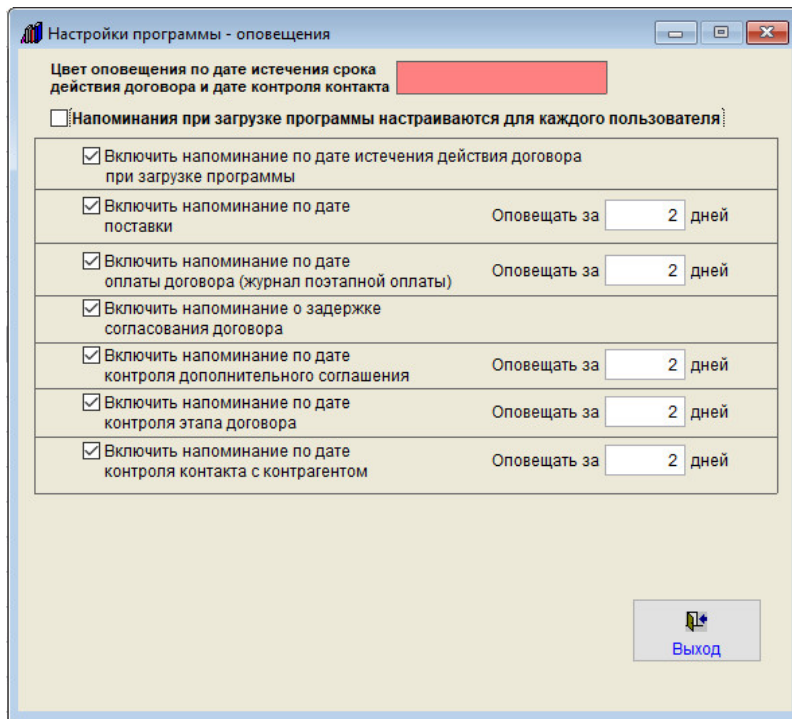 Настройки программы - оповещения
Цвет оповещения по дате истечения срока
действия договора и дате контроля контакта
Напоминания при загрузке программы настраиваются для каждого пользователя
Включить напоминание по дате истечения действия договора
при загрузке программы
Включить напоминание по дате
поставки
Оповещать за 2 дней
Включить напоминание по дате
оплаты договора (журнал поэтапной оплаты)
Оповещать за 2 дней
Включить напоминание о задержке
согласования договора
Включить напоминание по дате
контроля дополнительного соглашения
Оповещать за 2 дней
Включить напоминание по дате
контроля этапа договора
Оповещать за 2 дней
Включить напоминание по дате
контроля контакта с контрагентом
Оповещать за 2 дней
Выход